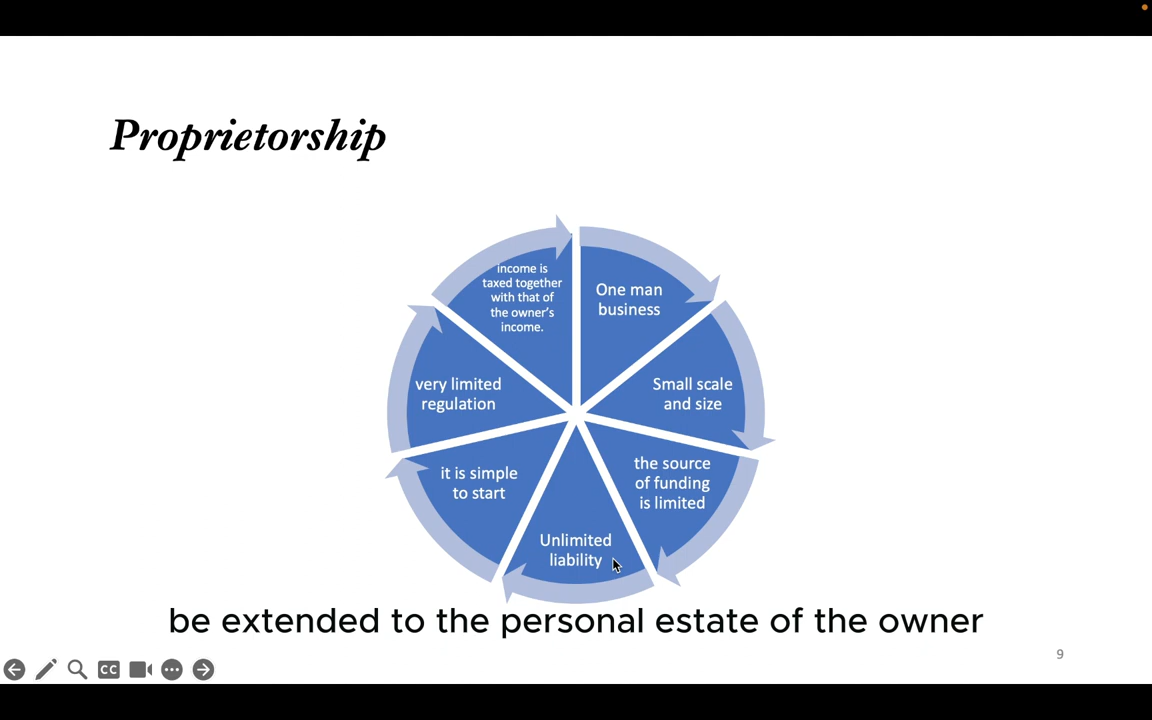 Proprietorship
income is
taxed together
with that of
the owner's
income.
One man
business
very limited
regulation
Small scale
and size
it is simple
to start
the source
of funding
is limited
Unlimited
liability
be extended to the personal estate of the owner
9
CC